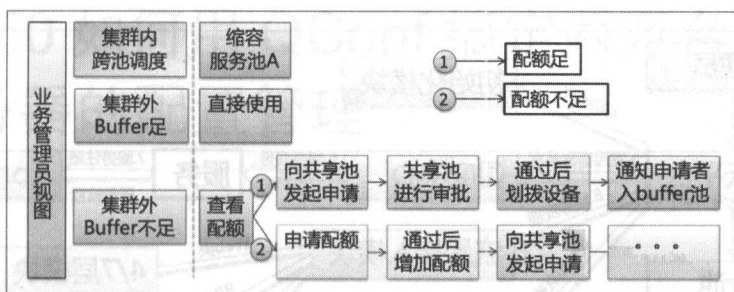 业务管理员视图
集群内
跨池调度
缩容
服务池A
集群外
Buffer足
直接使用
集群外
Buffer不足
查看
配额
1
配额足
2
配额不足
1
向共享池
发起申请
共享池
进行审批
通过后
划拨设备
通知申请者
入buffer池
2
申请配额
通过后
增加配额
向共享池
发起申请
• • •